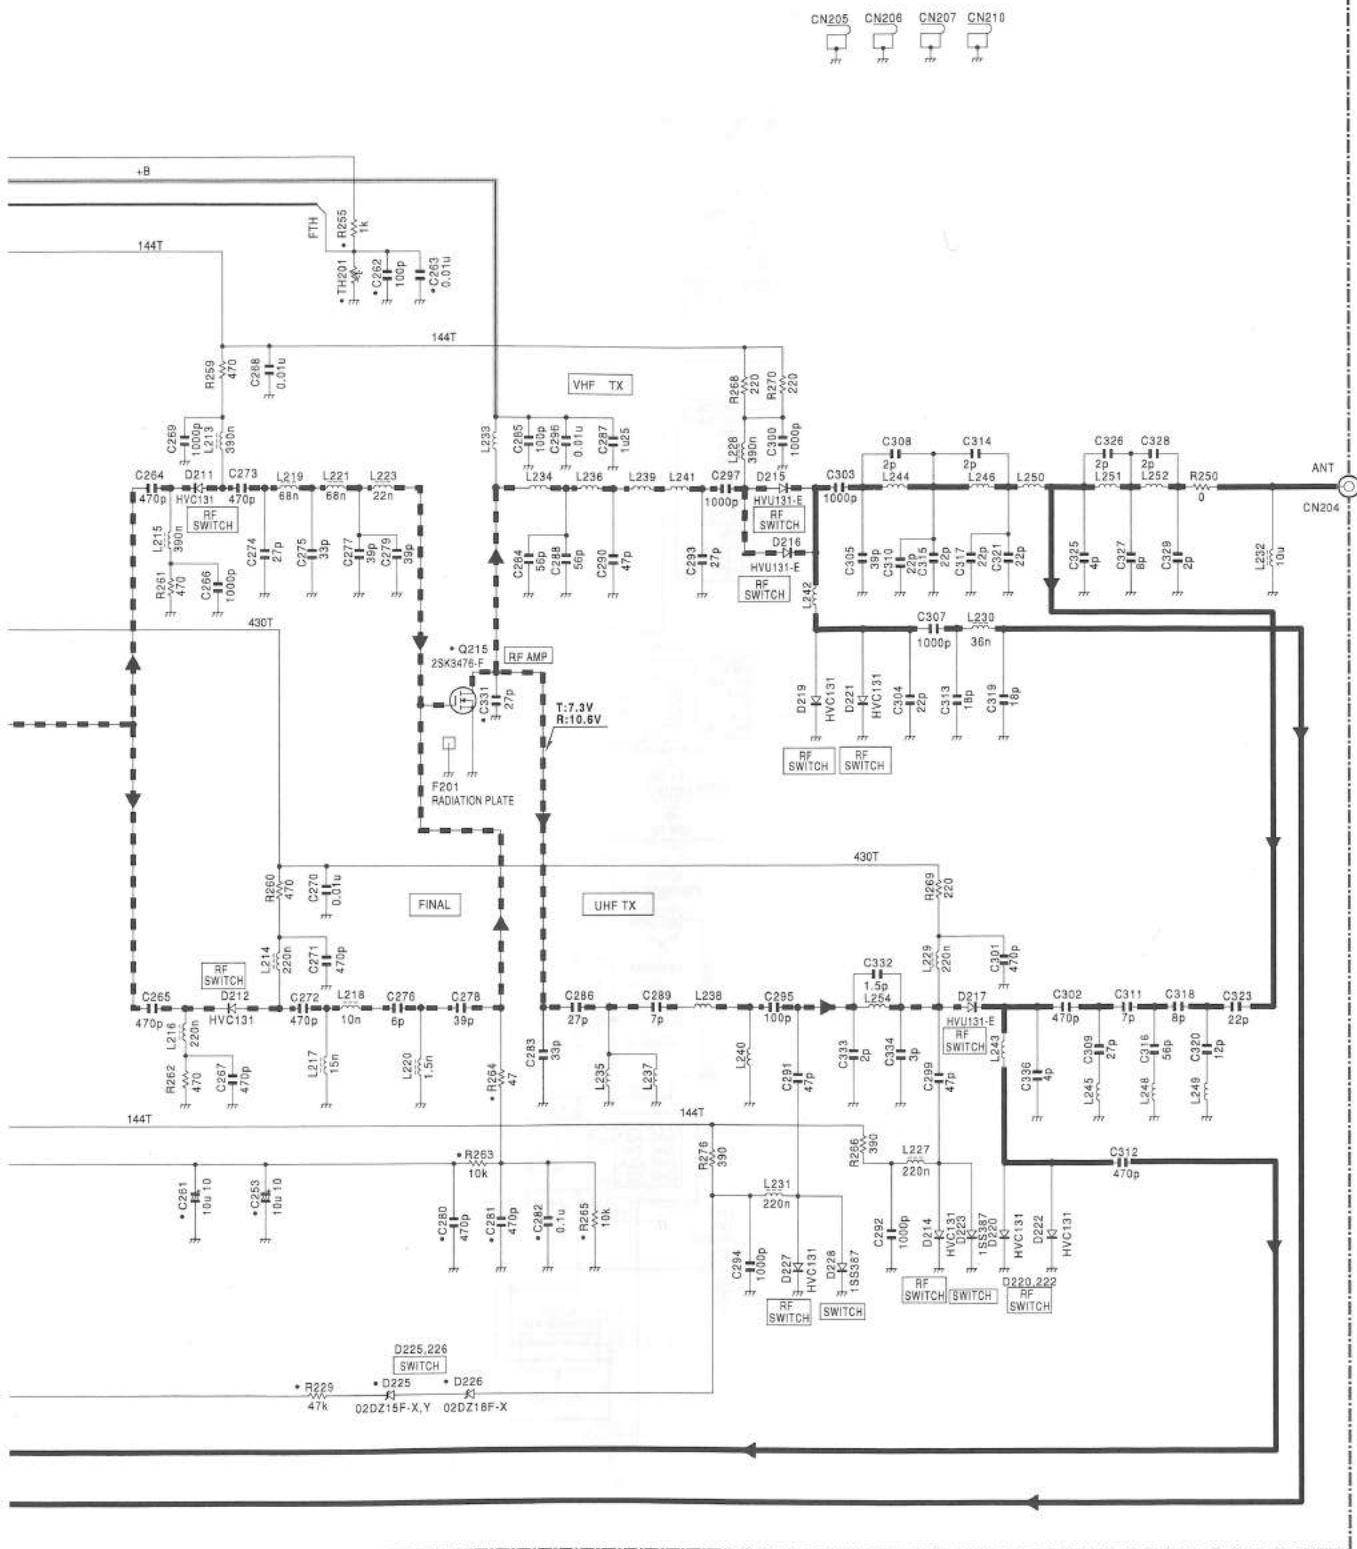 CN205 CN206 CN207 CN210
+B
FTH
• R255
1k
144T
• TH201
• C262
100p
• C263
0.01u
144T
R259
470
C268
0.01u
VHF TX
R268
220
R270
220
C269
1000p
L213
390n
L233
C285
100p
C296
0.01u
C287
1u25
L228
390n
C300
1000p
C308
2p
C314
2p
C326
2p
C328
2p
ANT
CN204
C264
470p
D211
HVC131
RF
SWITCH
C273
470p
L219
68n
L221
68n
L223
22n
L234
L236
L239
L241
C297
1000p
D215
HVU131-E
RF
SWITCH
C303
1000p
L244
L246
L250
L251
L252
R250
0
L215
390n
R261
470
C266
1000p
C274
27p
C275
33p
C277
39p
C279
39p
C284
56p
C288
56p
C290
47p
C293
27p
D216
HVU131-E
RF
SWITCH
C305
39p
C310
22p
C315
22p
C317
22p
C321
22p
C325
4p
C327
8p
C329
2p
L232
10u
L242
C307
1000p
L230
36n
430T
• Q215
2SK3476-F
RF AMP
• C331
27p
T:7.3V
R:10.6V
D219
HVC131
D221
HVC131
C304
22p
C313
18p
C319
18p
RF
SWITCH
RF
SWITCH
F201
RADIATION PLATE
430T
R260
470
C270
0.01u
FINAL
UHF TX
R269
220
L214
220n
C271
470p
L229
220n
C301
470p
RF
SWITCH
C265
470p
D212
HVC131
C272
470p
L218
10n
C276
6p
C278
39p
C286
27p
C289
7p
L238
C295
100p
C332
1.5p
L254
D217
HVU131-E
RF
SWITCH
C302
470p
C311
7p
C318
8p
C323
22p
L216
220n
R262
470
C267
470p
L217
15n
L220
1.5n
• R264
47
C283
33p
L235
L237
L240
C291
47p
C333
2p
C334
3p
C299
47p
L243
C336
4p
C309
27p
L245
C316
56p
L248
C320
12p
L249
144T
144T
• R263
10k
R276
390
R266
390
L227
220n
C312
470p
L231
220n
• C261
10u 10
• C253
10u 10
• C280
470p
• C281
470p
• C282
0.1u
• R265
10k
C294
1000p
D227
HVC131
D228
1SS387
C292
1000p
D214
HVC131
D223
1SS387
D220
HVC131
D222
HVC131
RF
SWITCH
SWITCH
RF
SWITCH
SWITCH
D220,222
RF
SWITCH
D225,226
SWITCH
• R229
47k
• D225
02DZ15F-X,Y
• D226
02DZ18F-X